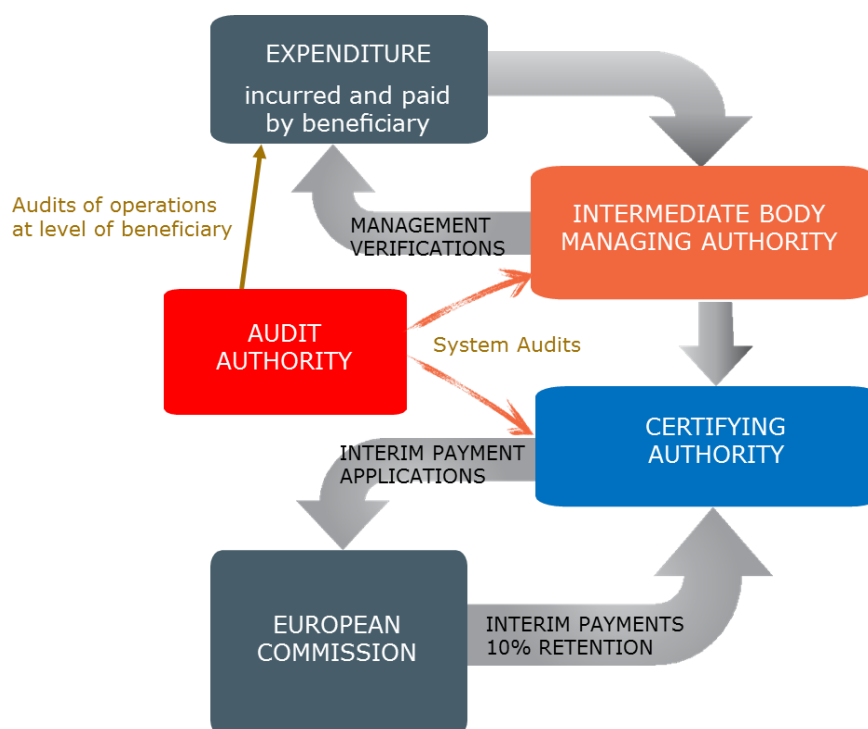 EXPENDITURE
incurred and paid
by beneficiary
Audits of operations
at level of beneficiary
MANAGEMENT
VERIFICATIONS
INTERMEDIATE BODY
MANAGING AUTHORITY
AUDIT
AUTHORITY
System Audits
CERTIFYING
AUTHORITY
INTERIM PAYMENT
APPLICATIONS
EUROPEAN
COMMISSION
INTERIM PAYMENTS
10% RETENTION